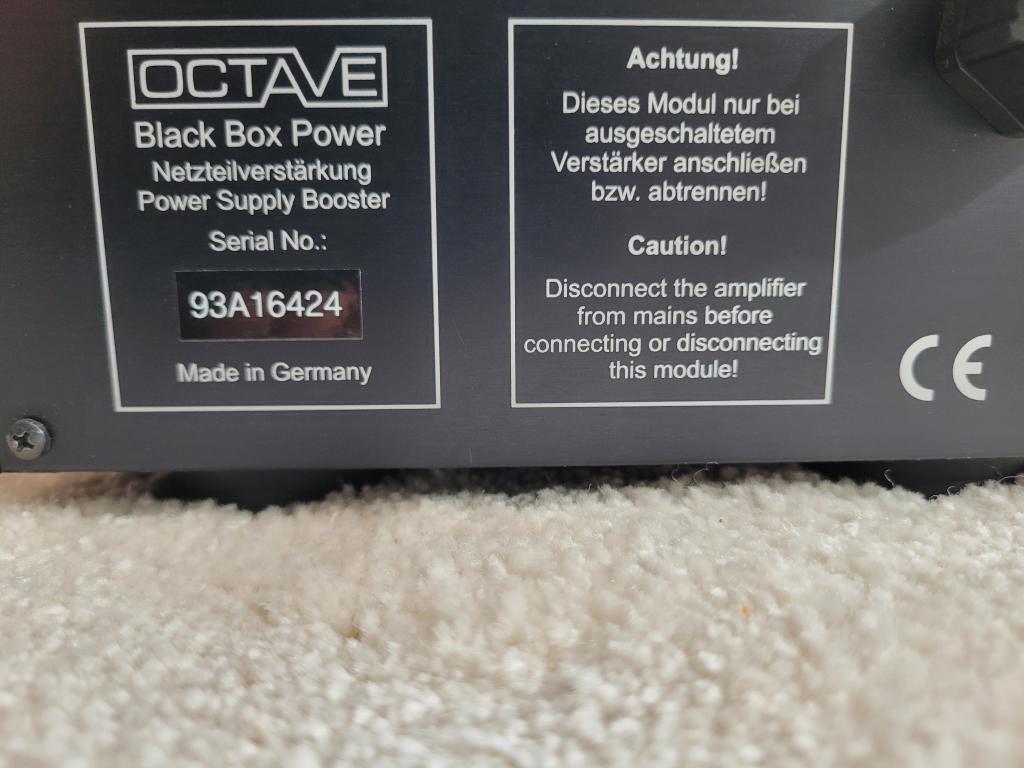 OCTAVE
Black Box Power
Netzteilverstärkung
Power Supply Booster
Serial No.:
93A16424
Made in Germany
Achtung!
Dieses Modul nur bei
ausgeschaltetem
Verstärker anschließen
bzw. abtrennen!
Caution!
Disconnect the amplifier
from mains before
connecting or disconnecting
this module!
CE